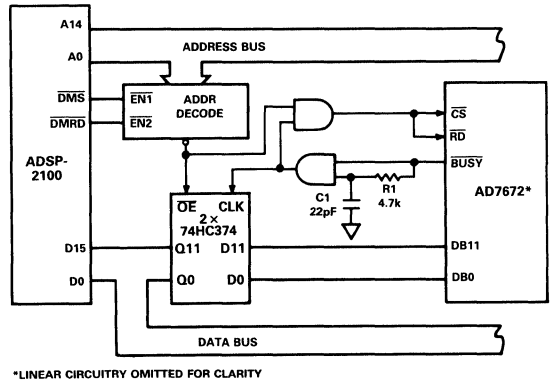 A14
ADDRESS BUS
A0
DMS
EN1
ADDR
DECODE
CS
DMRD
EN2
RD
ADSP-
2100
BUSY
R1
4.7k
AD7672*
C1
22pF
OE CLK
2 ×
74HC374
D15
Q11 D11
DB11
D0
Q0 D0
DB0
DATA BUS
*LINEAR CIRCUITRY OMITTED FOR CLARITY